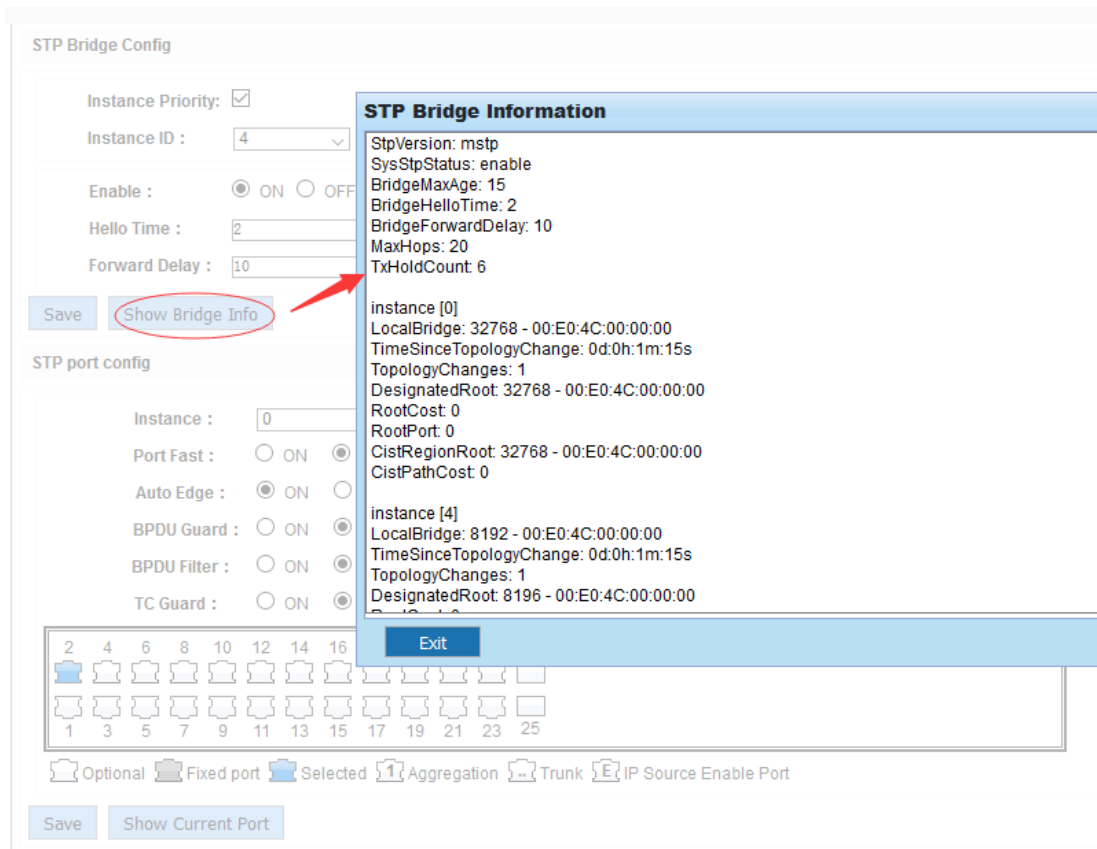 STP Bridge Config
Instance Priority:
Instance ID : 4
Enable : ON OFF
Hello Time : 2
Forward Delay : 10
Save Show Bridge Info
STP Bridge Information
StpVersion: mstp
SysStpStatus: enable
BridgeMaxAge: 15
BridgeHelloTime: 2
BridgeForwardDelay: 10
MaxHops: 20
TxHoldCount: 6
instance [0]
LocalBridge: 32768 - 00:E0:4C:00:00:00
TimeSinceTopologyChange: 0d:0h:1m:15s
TopologyChanges: 1
DesignatedRoot: 32768 - 00:E0:4C:00:00:00
RootCost: 0
RootPort: 0
CistRegionRoot: 32768 - 00:E0:4C:00:00:00
CistPathCost: 0
instance [4]
LocalBridge: 8192 - 00:E0:4C:00:00:00
TimeSinceTopologyChange: 0d:0h:1m:15s
TopologyChanges: 1
DesignatedRoot: 8196 - 00:E0:4C:00:00:00
Exit
STP port config
Instance : 0
Port Fast : ON
Auto Edge : ON
BPDU Guard : ON
BPDU Filter : ON
TC Guard : ON
2 4 6 8 10 12 14 16
1 3 5 7 9 11 13 15 17 19 21 23 25
Optional Fixed port Selected 1 Aggregation .. Trunk E IP Source Enable Port
Save Show Current Port